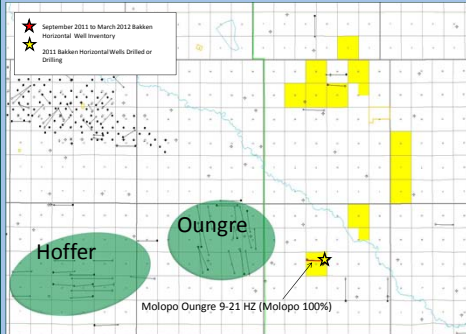 September 2011 to March 2012 Bakken
Horizontal Well Inventory
2011 Bakken Horizontal Wells Drilled or
Drilling
Oungre
Hoffer
Molopo Oungre 9-21 HZ (Molopo 100%)